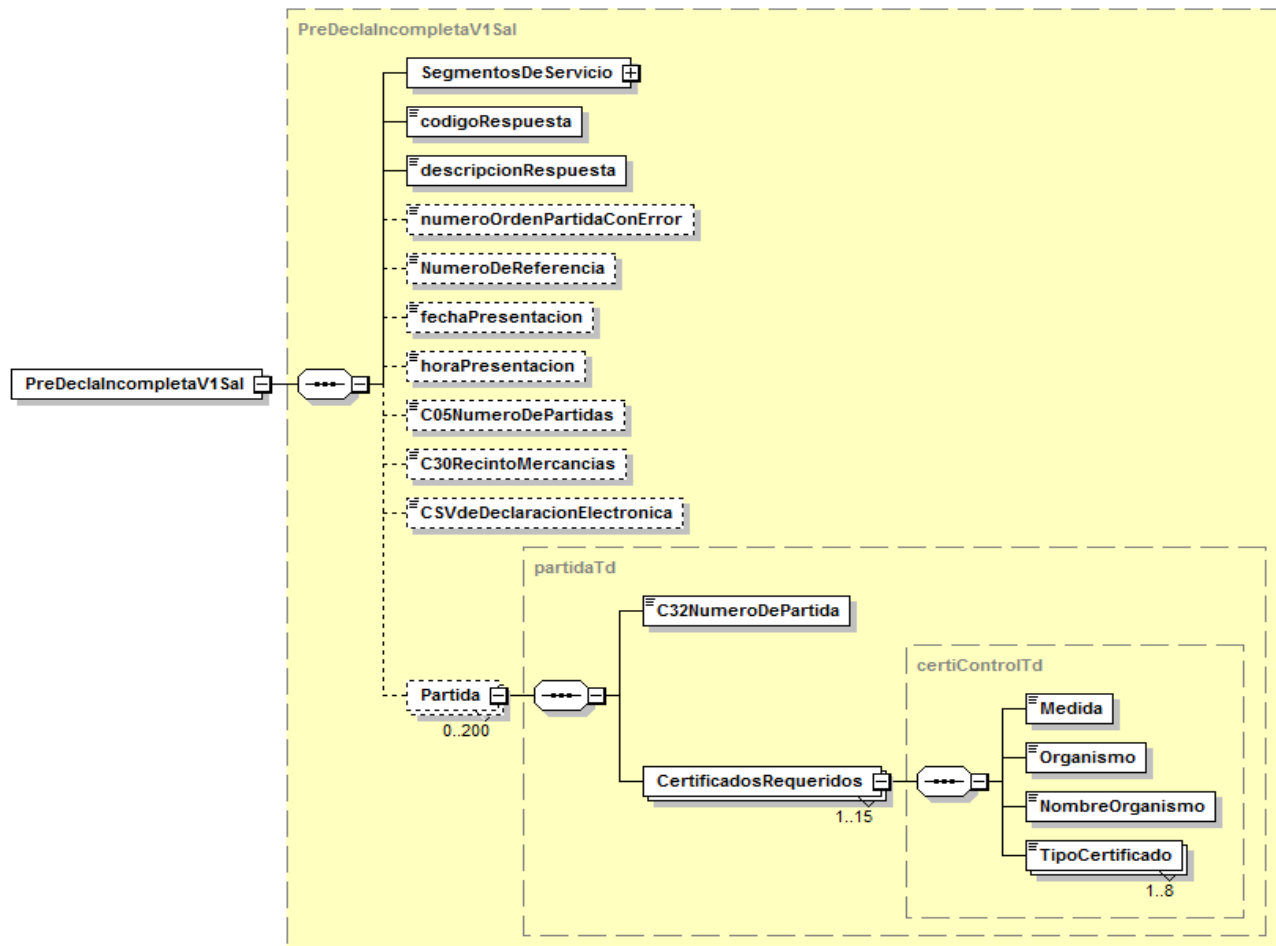 PreDeclaIncompletaV1Sal
SegmentosDeServicio
codigoRespuesta
descripcionRespuesta
numeroOrdenPartidaConError
NumeroDeReferencia
fechaPresentacion
horaPresentacion
PreDeclaIncompletaV1Sal
C05NumeroDePartidas
C30RecintoMercancias
CSVdeDeclaracionElectronica
partidaTd
C32NumeroDePartida
certiControlTd
Partida
0..200
Medida
Organismo
CertificadosRequeridos
1..15
NombreOrganismo
TipoCertificado
1..8